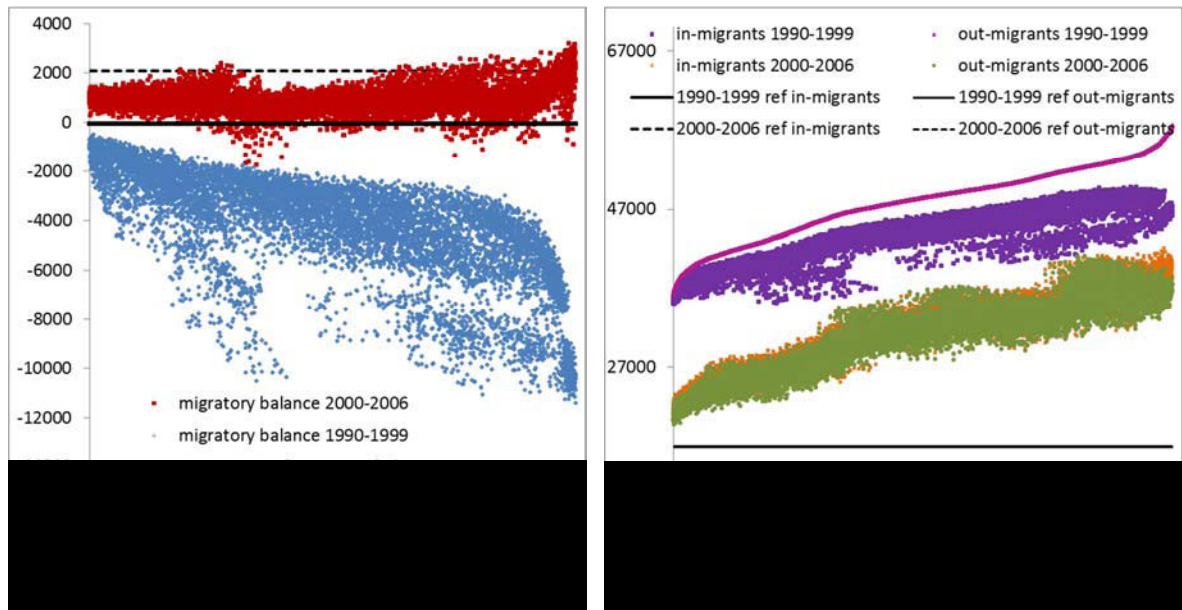 4000
2000
0
-2000
-4000
-6000
-8000
-10000
-12000
migratory balance 2000-2006
migratory balance 1990-1999
in-migrants 1990-1999 out-migrants 1990-1999
67000
in-migrants 2000-2006 out-migrants 2000-2006
1990-1999 ref in-migrants 1990-1999 ref out-migrants
2000-2006 ref in-migrants 2000-2006 ref out-migrants
47000
27000